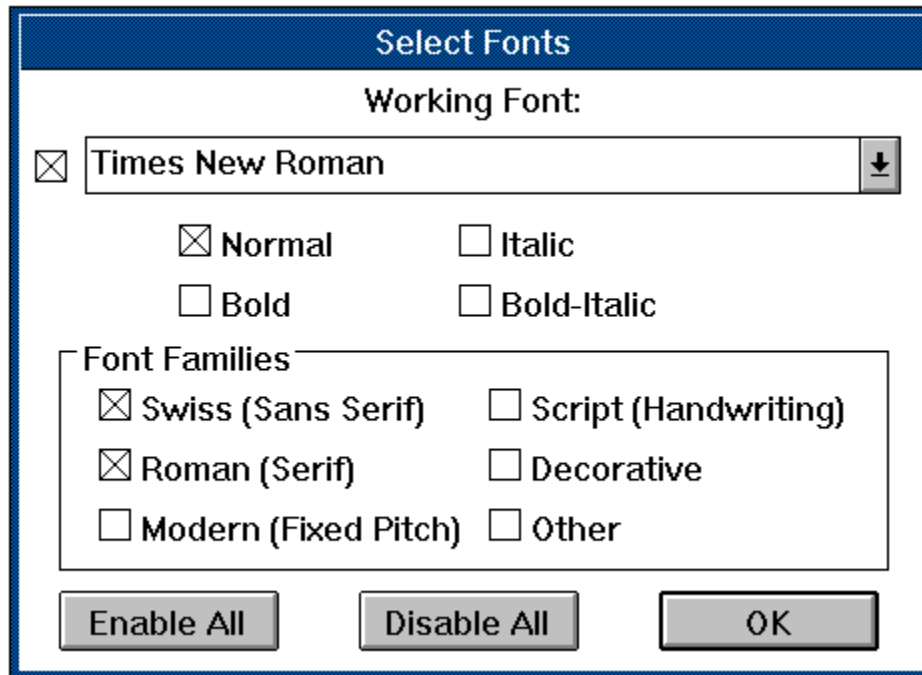 Select Fonts
Working Font:
Times New Roman
Normal Italic
Bold Bold-Italic
Font Families
Swiss (Sans Serif) Script (Handwriting)
Roman (Serif) Decorative
Modern (Fixed Pitch) Other
Enable All Disable All OK